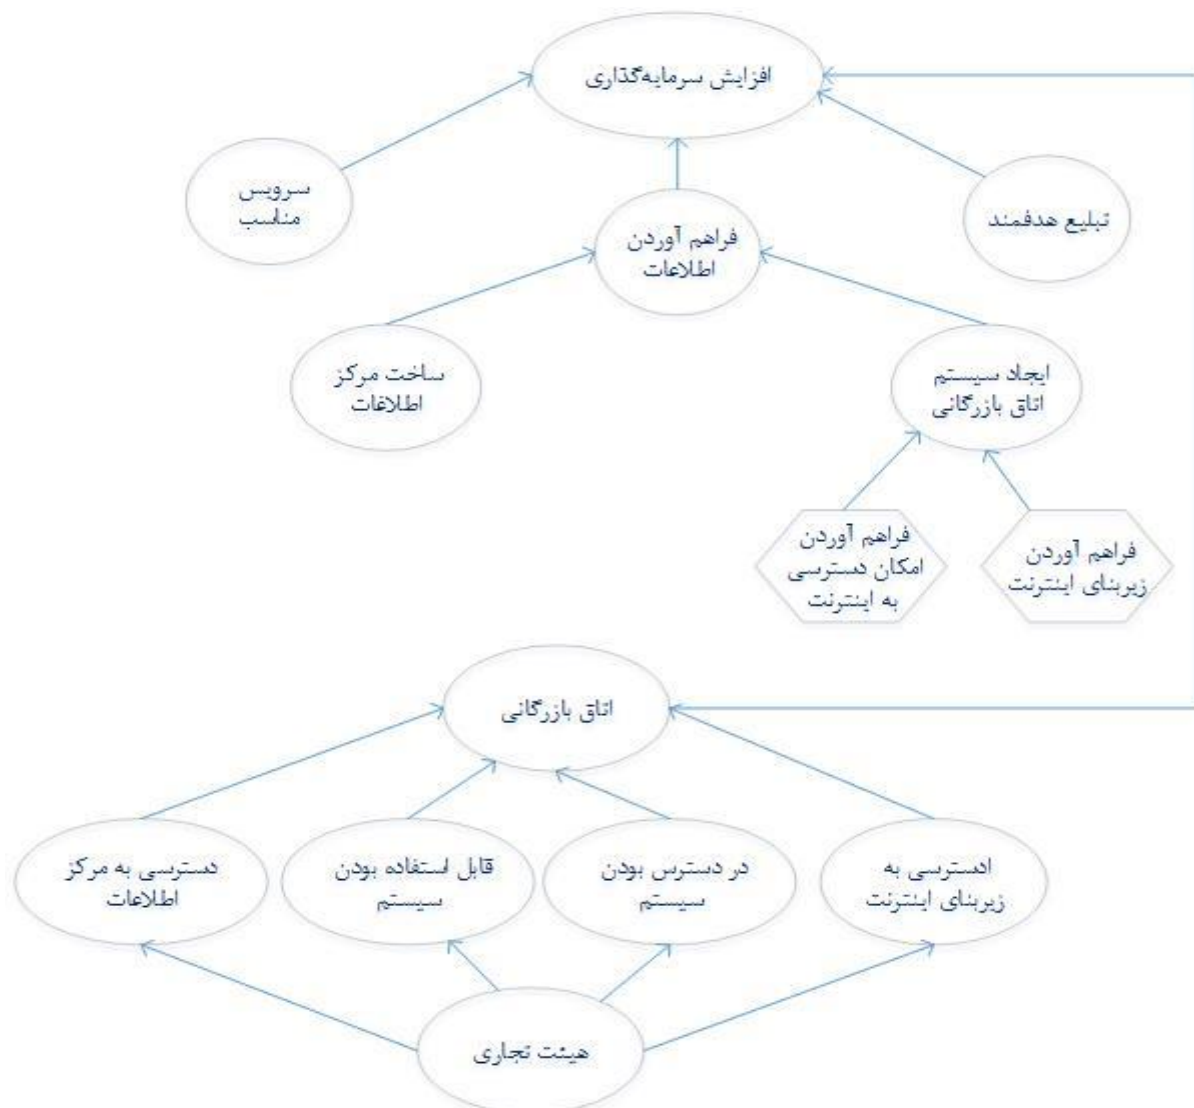 افزایش سرمایه‌گذاری
سرویس
مناسب
تبلیغ هدفمند
فراهم آوردن
اطلاعات
ساخت مرکز
اطلاغات
ایجاد سیستم
اتاق بازرگانی
فراهم آوردن
امکان دسترسی
به اینترنت
فراهم آوردن
زیربنای اینترنت
اتاق بازرگانی
دسترسی به مرکز
اطلاعات
قابل استفاده بودن
سیستم
در دسترس بودن
سیستم
ادسترسی به
زیربنای اینترنت
هیئت تجاری